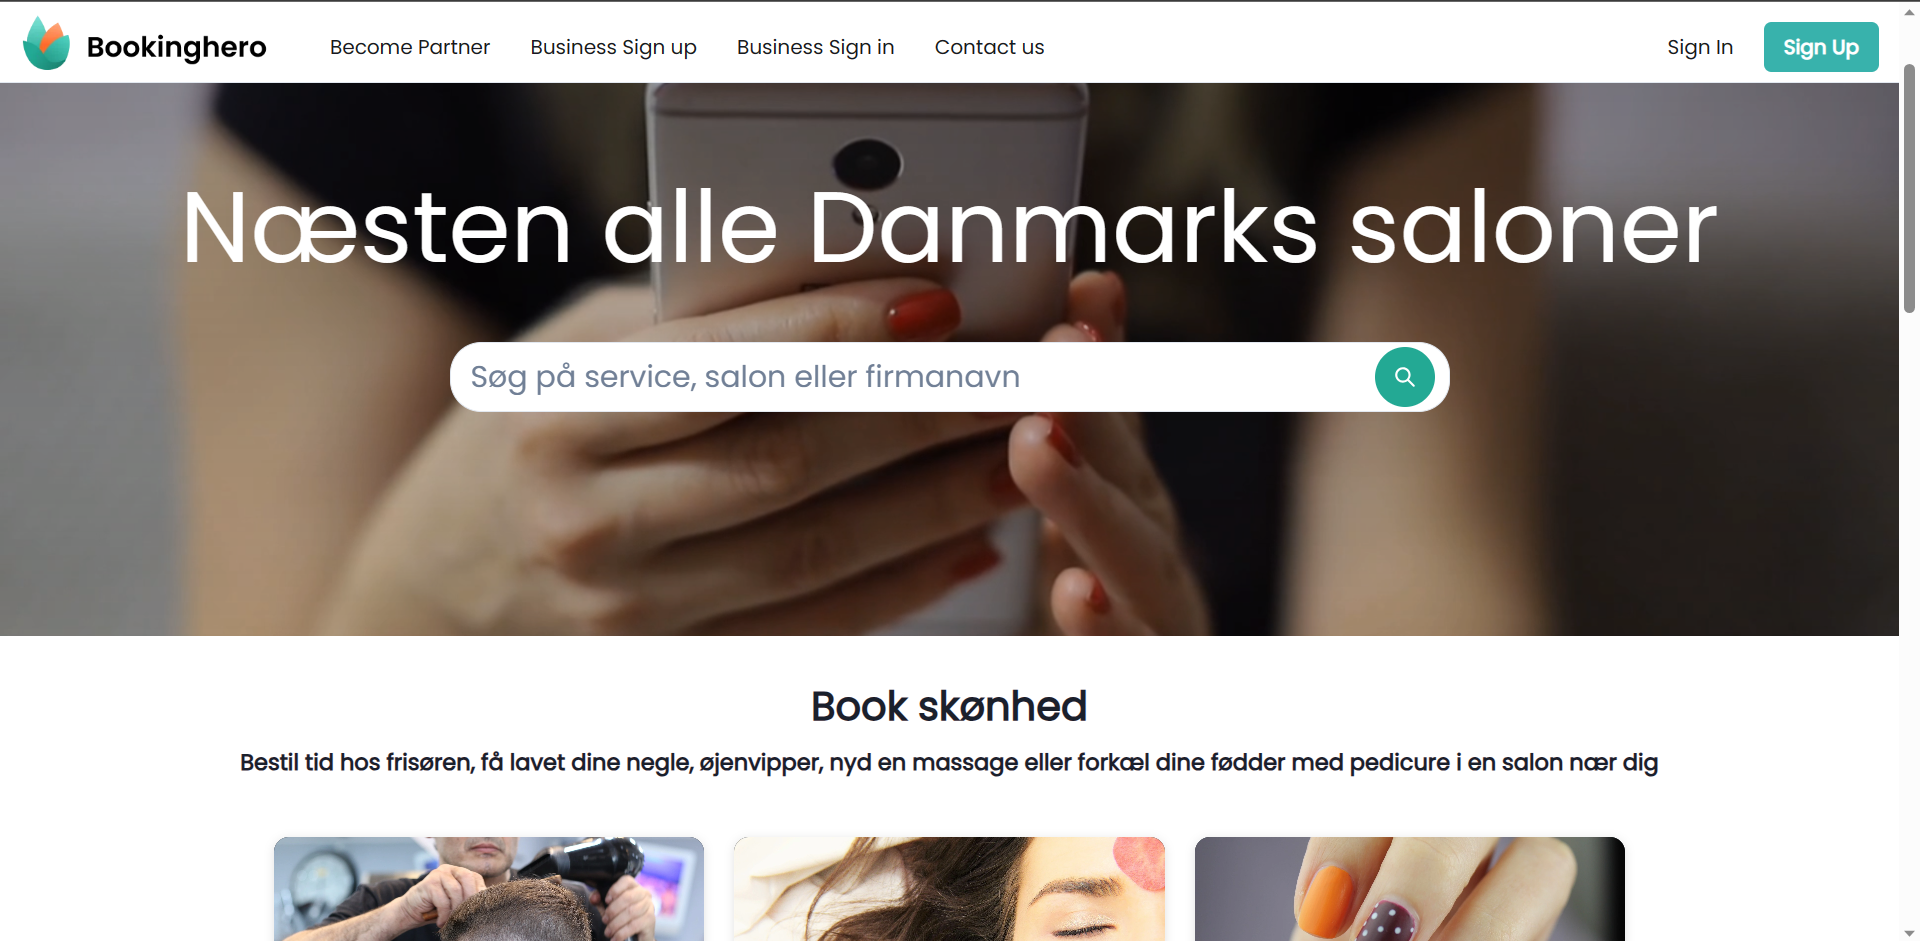 Bookinghero
Become Partner
Business Sign up
Business Sign in
Contact us
Sign In
Sign Up
Næsten alle Danmarks saloner
Søg på service, salon eller firmanavn
Book skønhed
Bestil tid hos frisøren, få lavet dine negle, øjenvipper, nyd en massage eller forkæl dine fødder med pedicure i en salon nær dig